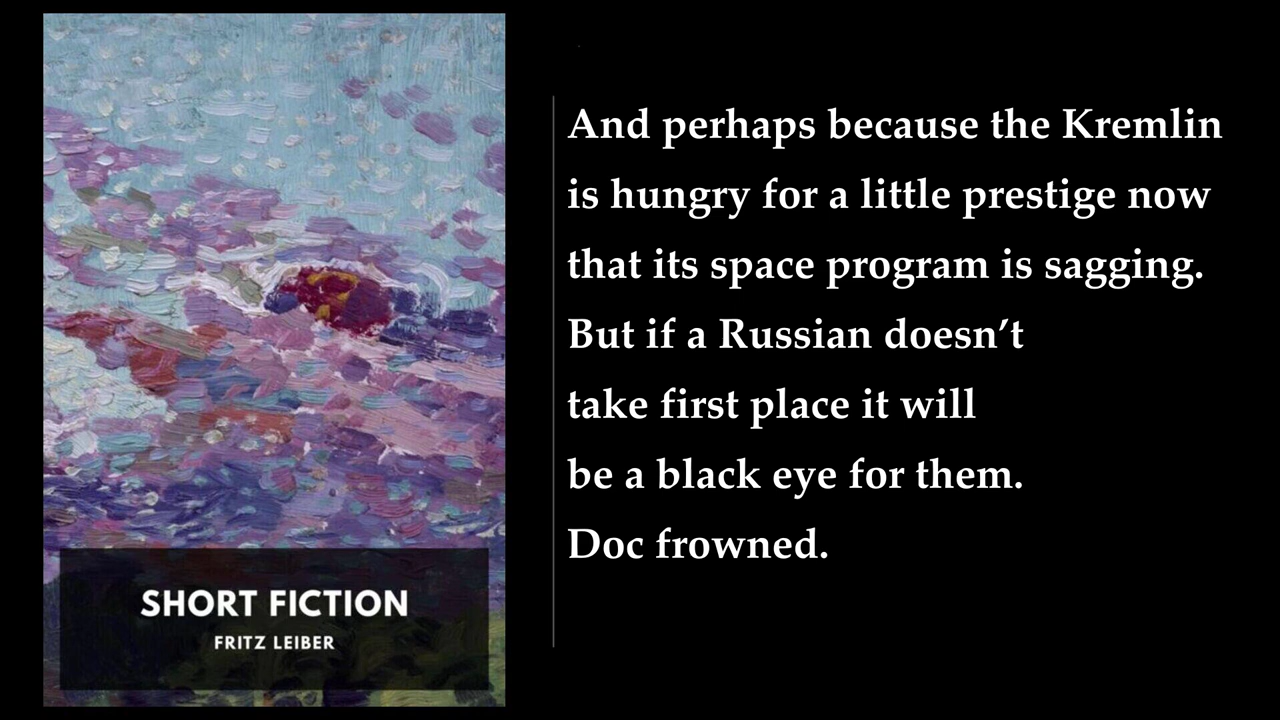 And perhaps because the Kremlin
is hungry for a little prestige now
that its space program is sagging.
But if a Russian doesn’t
take first place it will
be a black eye for them.
Doc frowned.
SHORT FICTION
FRITZ LEIBER